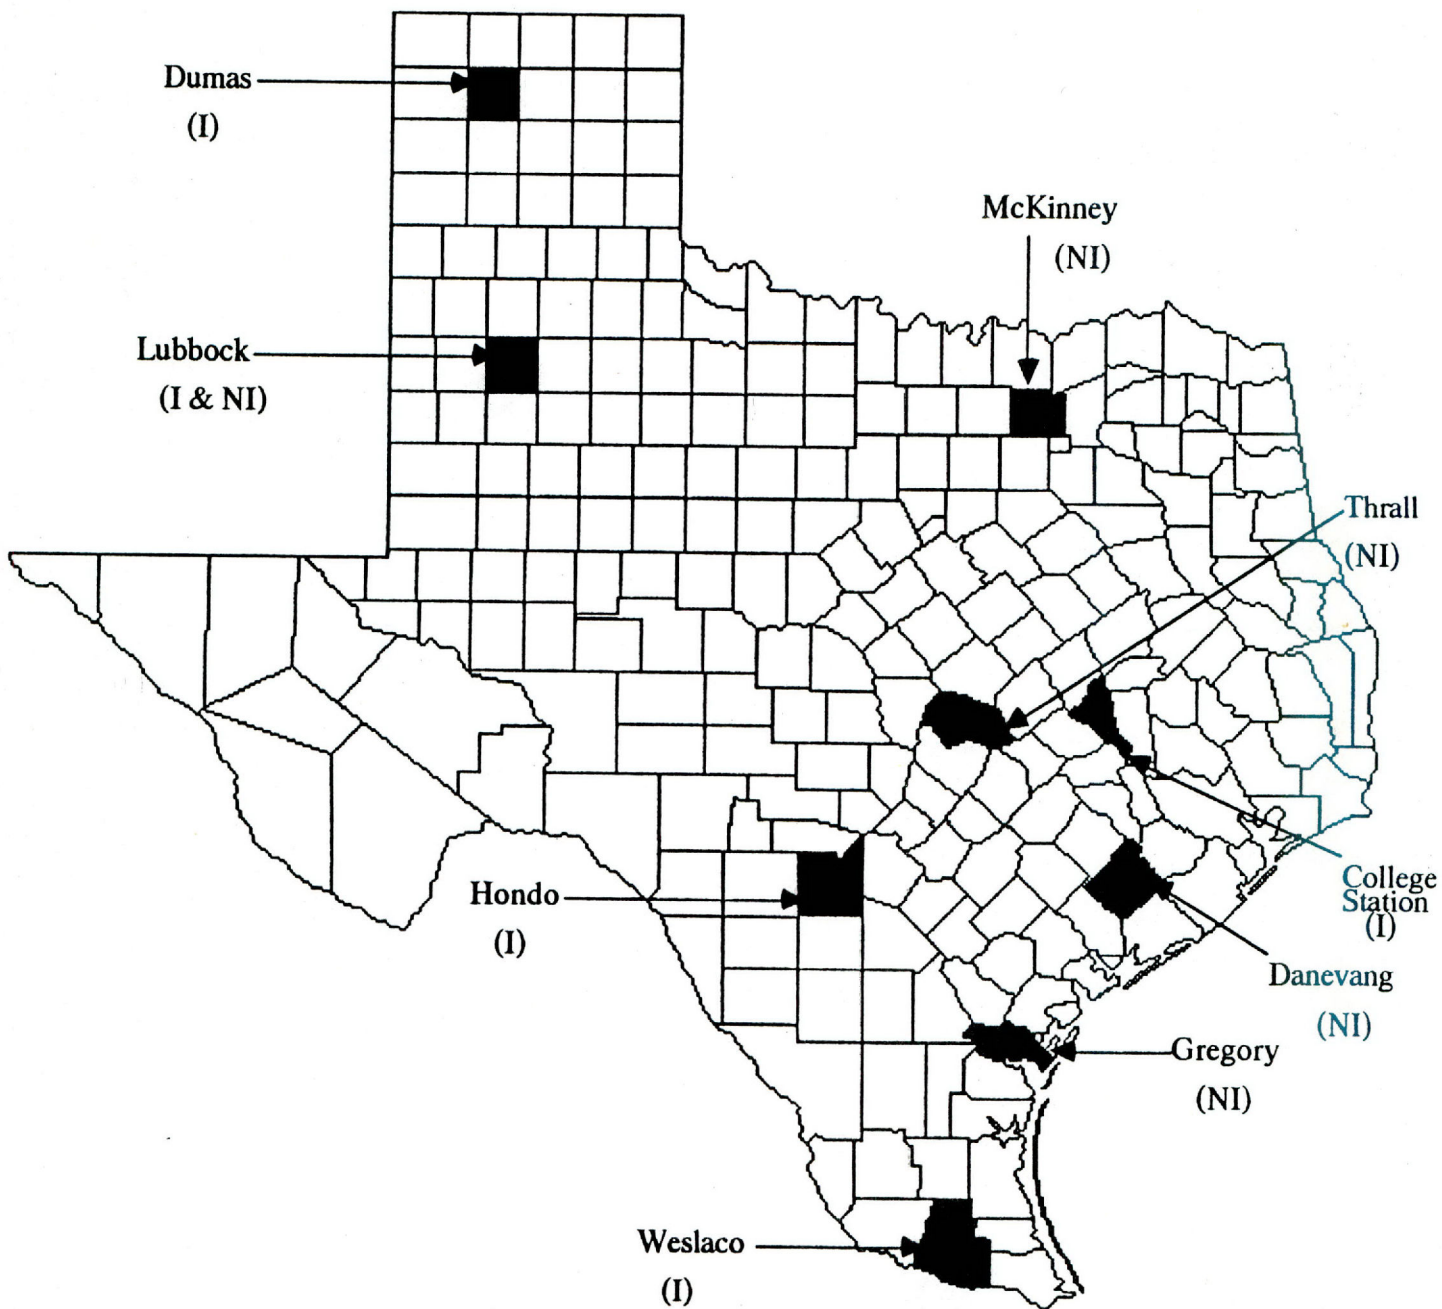 Dumas
(I)
McKinney
(NI)
Lubbock
(I & NI)
Thrall
(NI)
College
Station
(I)
Hondo
(I)
Danevang
(NI)
Gregory
(NI)
Weslaco
(I)